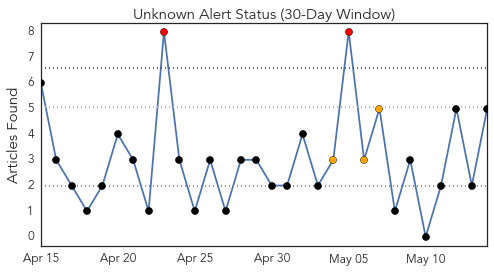 Unknown Alert Status (30-Day Window)
Articles Found
8
7
6
5
4
3
2
1
0
Apr 15
Apr 20
Apr 25
Apr 30
May 05
May 10